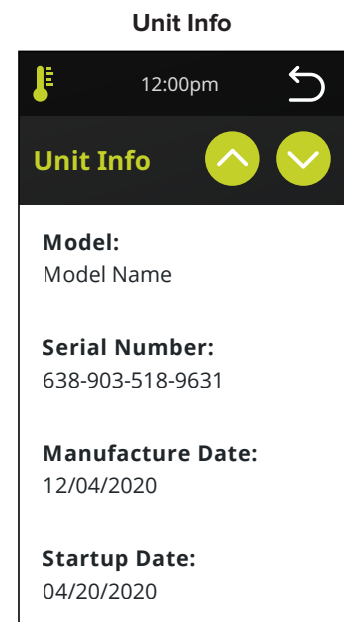 Unit Info
12:00pm
Unit Info
Model:
Model Name
Serial Number:
638-903-518-9631
Manufacture Date:
12/04/2020
Startup Date:
04/20/2020